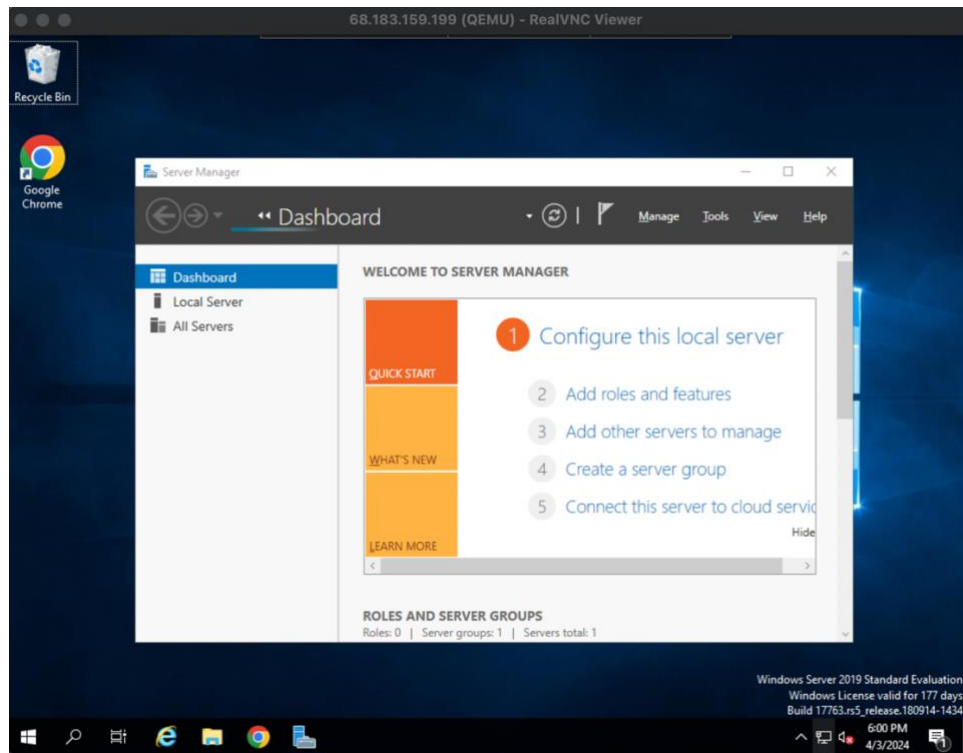 68.183.159.199 (QEMU) - RealVNC Viewer
Recycle Bin
Google
Chrome
Server Manager
Dashboard
Manage
Tools
View
Help
Dashboard
Local Server
All Servers
WELCOME TO SERVER MANAGER
QUICK START
WHAT'S NEW
LEARN MORE
1 Configure this local server
2 Add roles and features
3 Add other servers to manage
4 Create a server group
5 Connect this server to cloud servic
Hide
ROLES AND SERVER GROUPS
Roles: 0 | Server groups: 1 | Servers total: 1
Windows Server 2019 Standard Evaluation
Windows License valid for 177 days
Build 17763.rs5_release.180914-1434
6:00 PM
4/3/2024
1